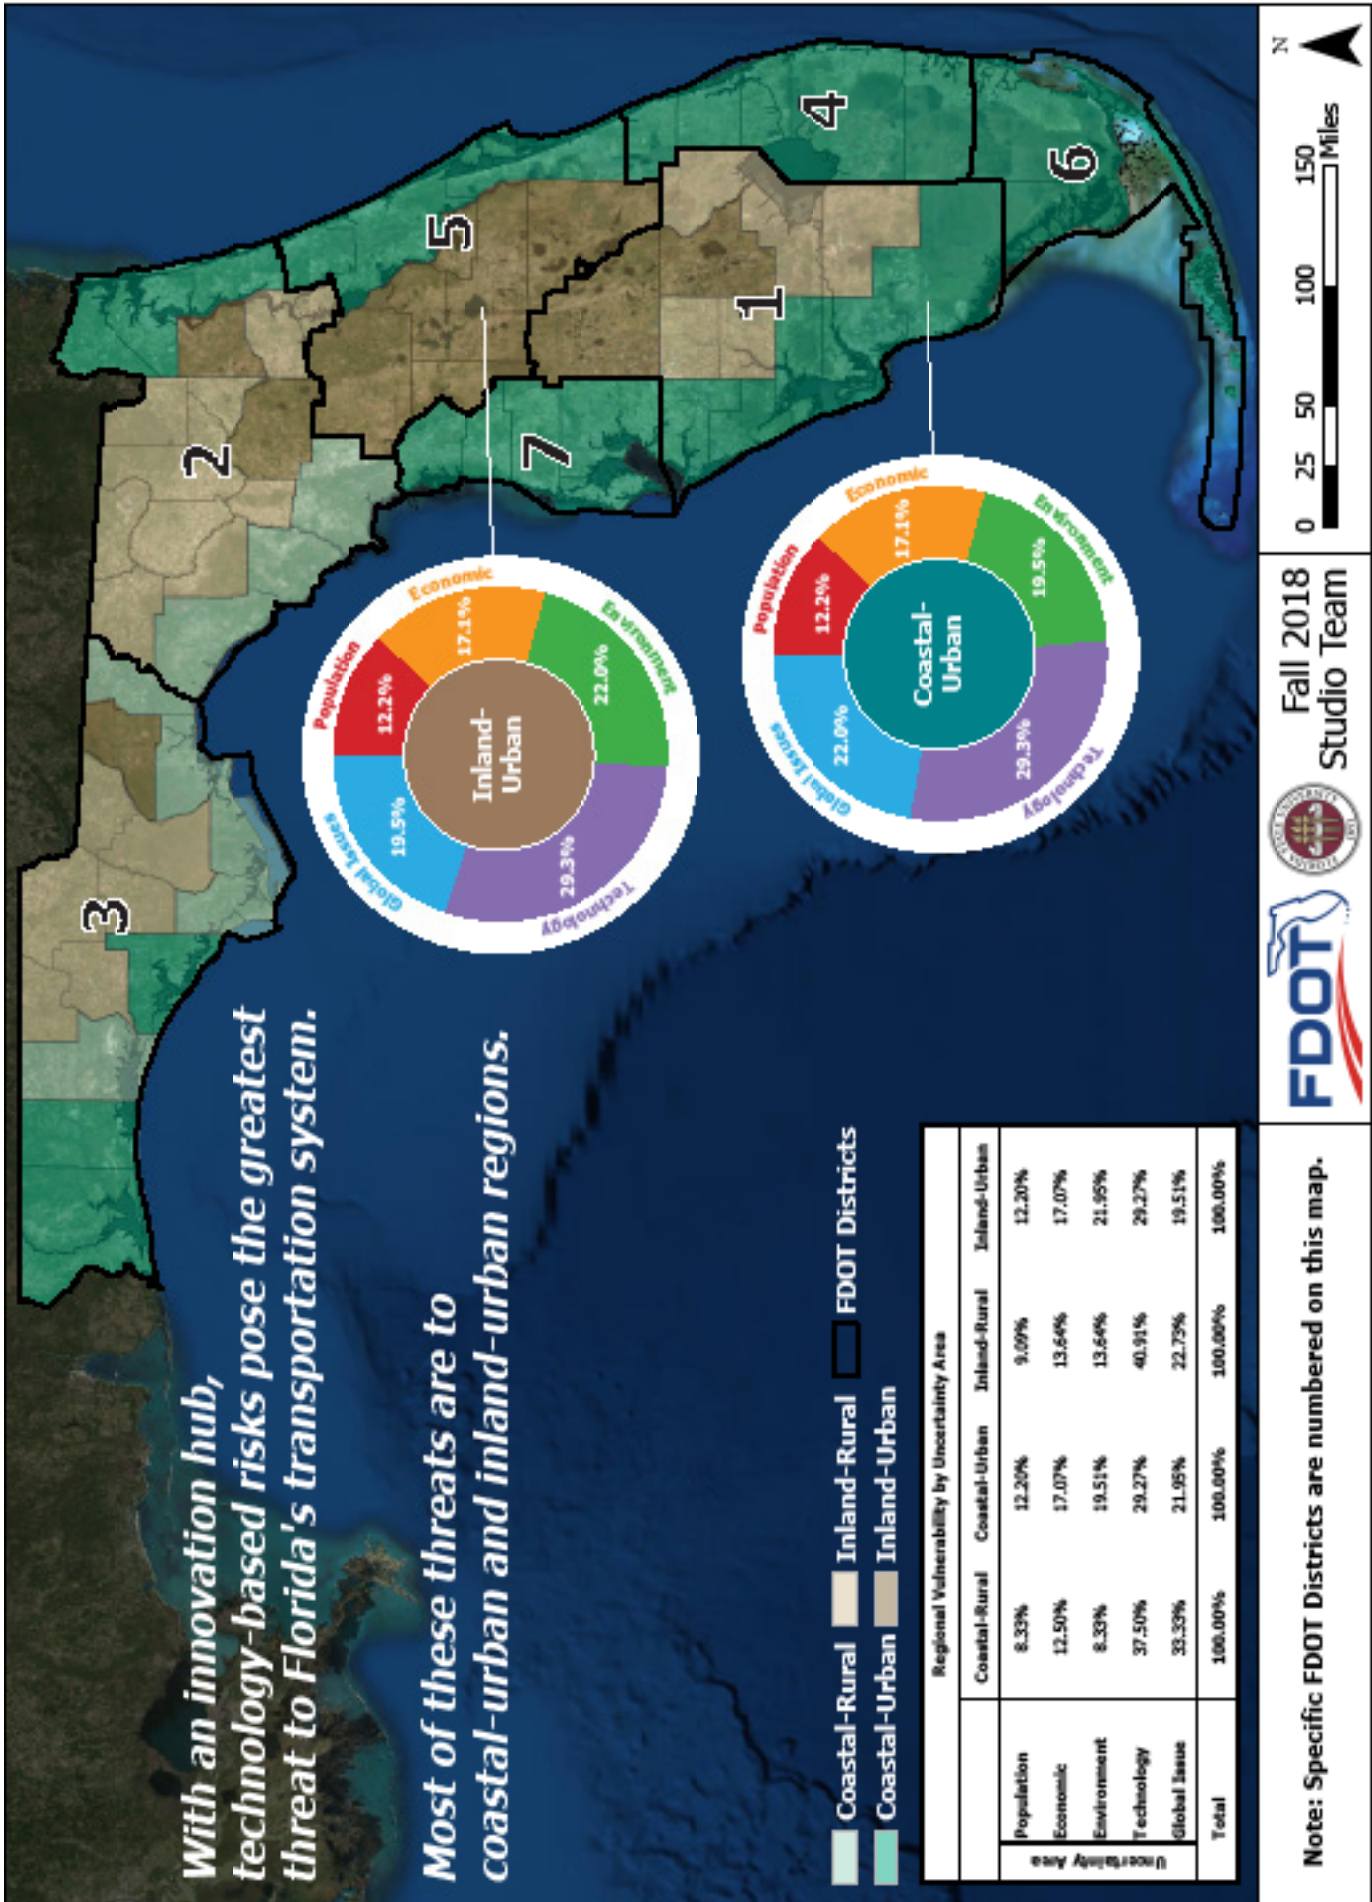 With an innovation hub,
technology-based risks pose the greatest
threat to Florida's transportation system.
Most of these threats are to
coastal-urban and inland-urban regions.
3
2
5
7
1
4
6
Inland-
Urban
Population
12.2%
Economic
17.1%
Environment
22.0%
Technology
29.3%
Global Issues
19.5%
Coastal-
Urban
Population
12.2%
Economic
17.1%
Environment
19.5%
Technology
29.3%
Global Issues
22.0%
Coastal-Rural Inland-Rural FDOT Districts
Coastal-Urban Inland-Urban
Regional Vulnerability by Uncertainty Area
Coastal-Rural Coastal-Urban Inland-Rural Inland-Urban
Uncertainty Area
Population 8.33% 12.20% 9.09% 12.20%
Economic 12.50% 17.07% 13.64% 17.07%
Environment 8.33% 19.51% 13.64% 21.95%
Technology 37.50% 29.27% 40.91% 29.27%
Global Issue 33.33% 21.95% 22.73% 19.51%
Total 100.00% 100.00% 100.00% 100.00%
Note: Specific FDOT Districts are numbered on this map.
FDOT
FLORIDA STATE UNIVERSITY
Fall 2018
Studio Team
0 25 50 100 150
Miles
N